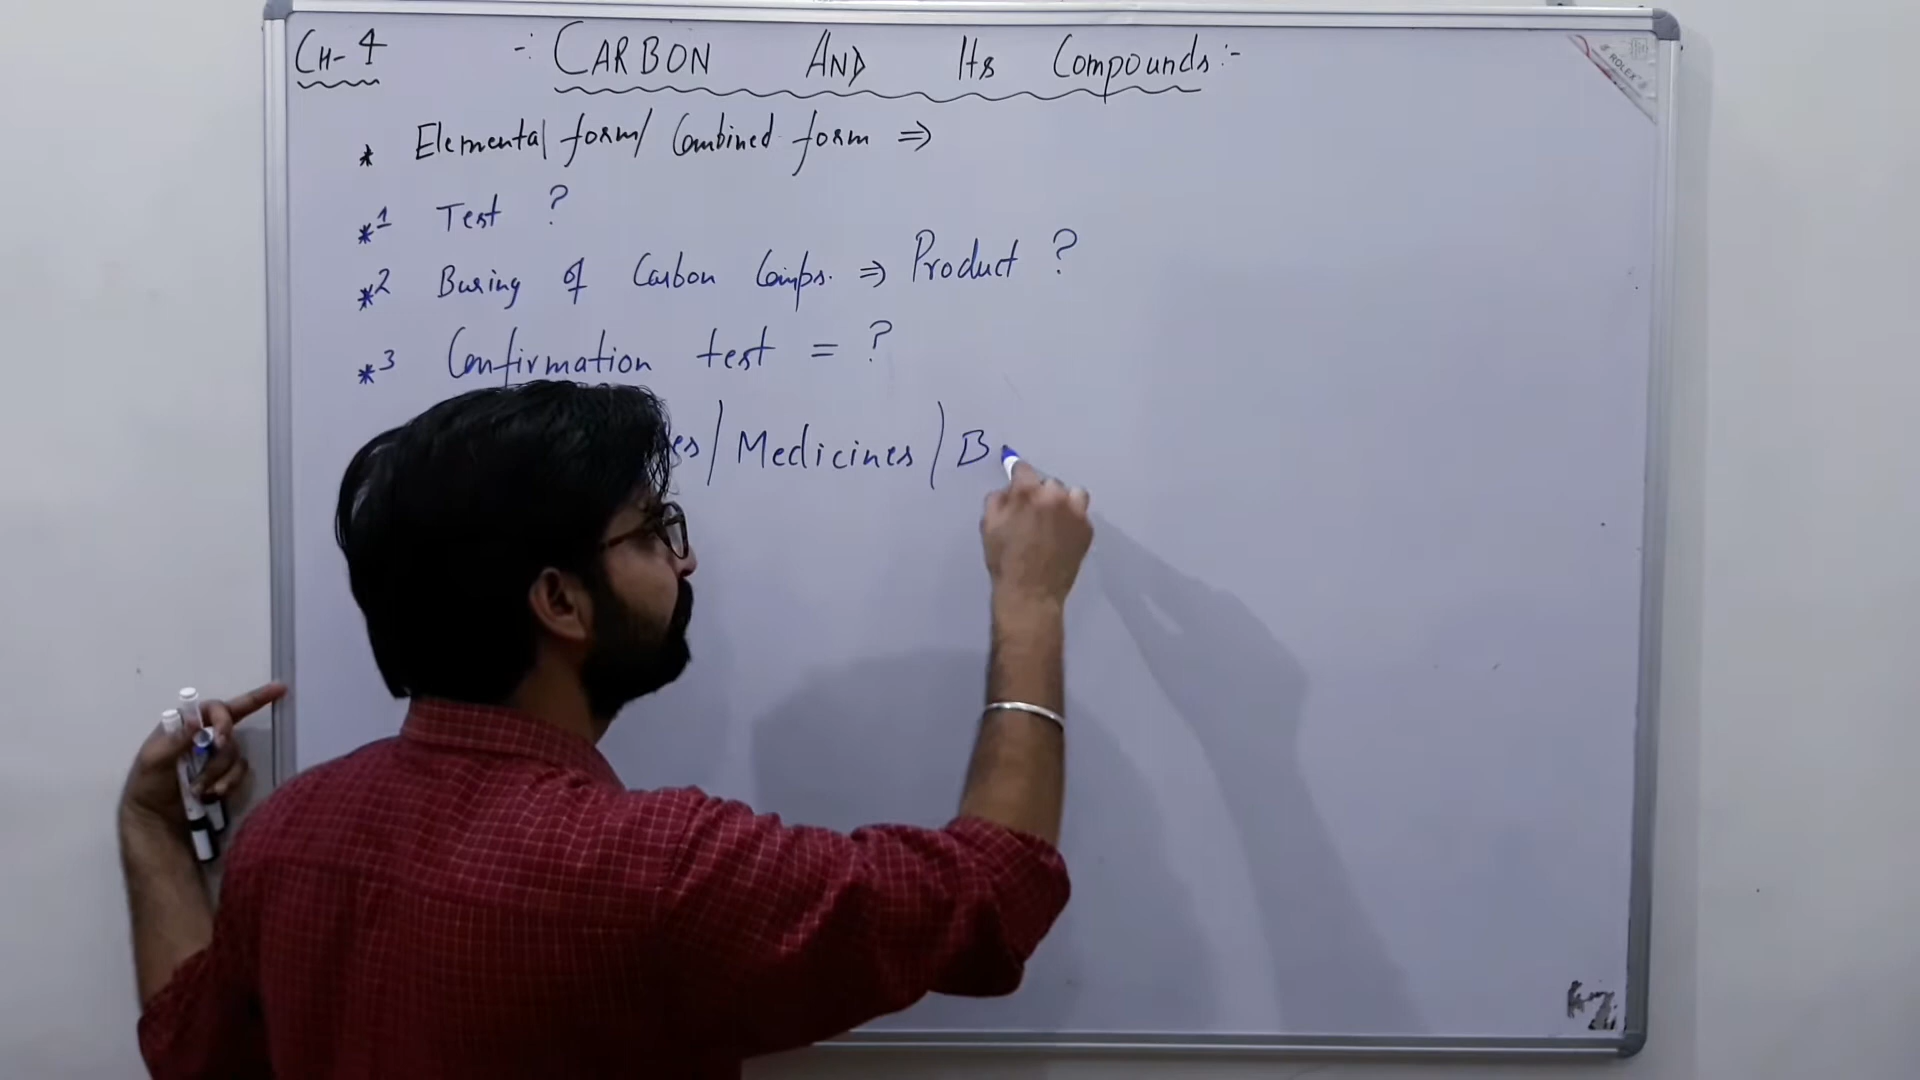 CH-4 -: CARBON AND Its Compounds:-
* Elemental form/ Combined form ⇒
*1 Test ?
*2 Buring of Carbon Comps. ⇒ Product ?
*3 Confirmation test = ?
es/ Medicines / B
ROLEX